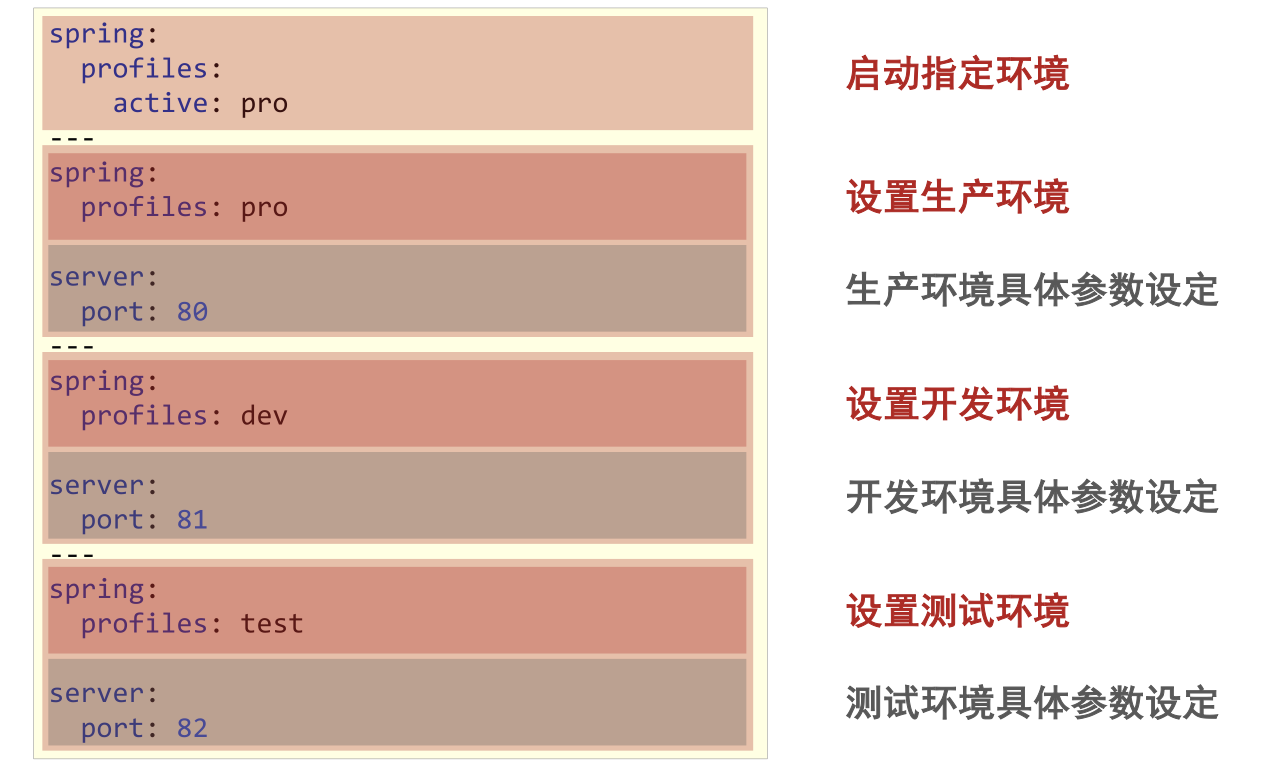 spring:
  profiles:
    active: pro
启动指定环境
---
spring:
  profiles: pro
设置生产环境
server:
  port: 80
生产环境具体参数设定
---
spring:
  profiles: dev
设置开发环境
server:
  port: 81
开发环境具体参数设定
---
spring:
  profiles: test
设置测试环境
server:
  port: 82
测试环境具体参数设定